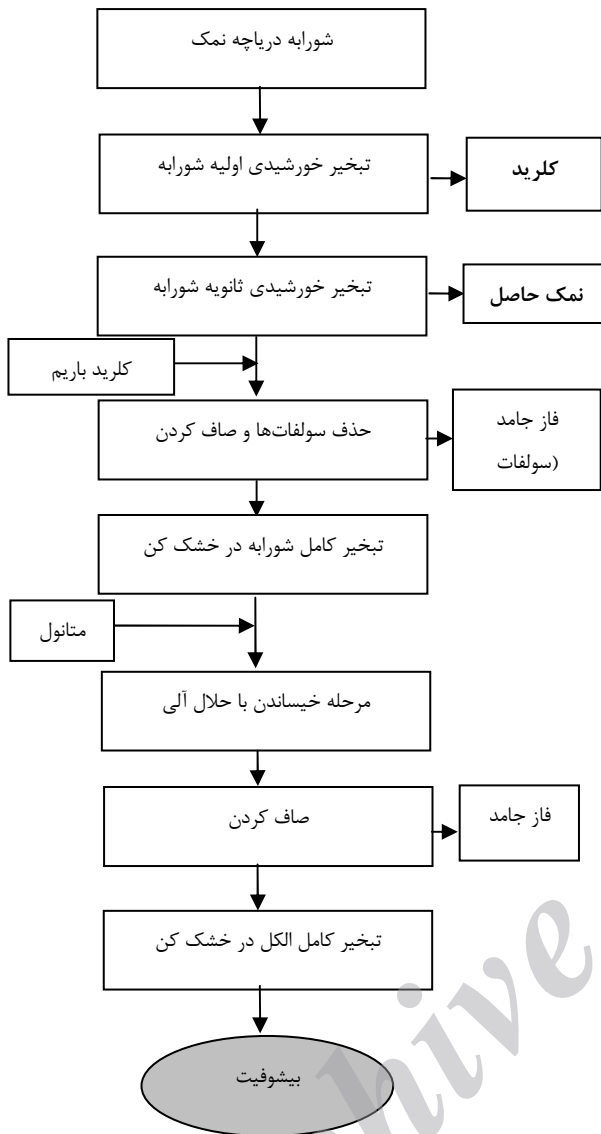 شورابه دریاچه نمک
تبخیر خورشیدی اولیه شورابه
کلرید
تبخیر خورشیدی ثانویه شورابه
نمک حاصل
کلرید باریم
حذف سولفات‌ها و صاف کردن
فاز جامد
(سولفات
تبخیر کامل شورابه در خشک کن
متانول
مرحله خیساندن با حلال آلی
صاف کردن
فاز جامد
تبخیر کامل الکل در خشک کن
بیشوفیت
hive